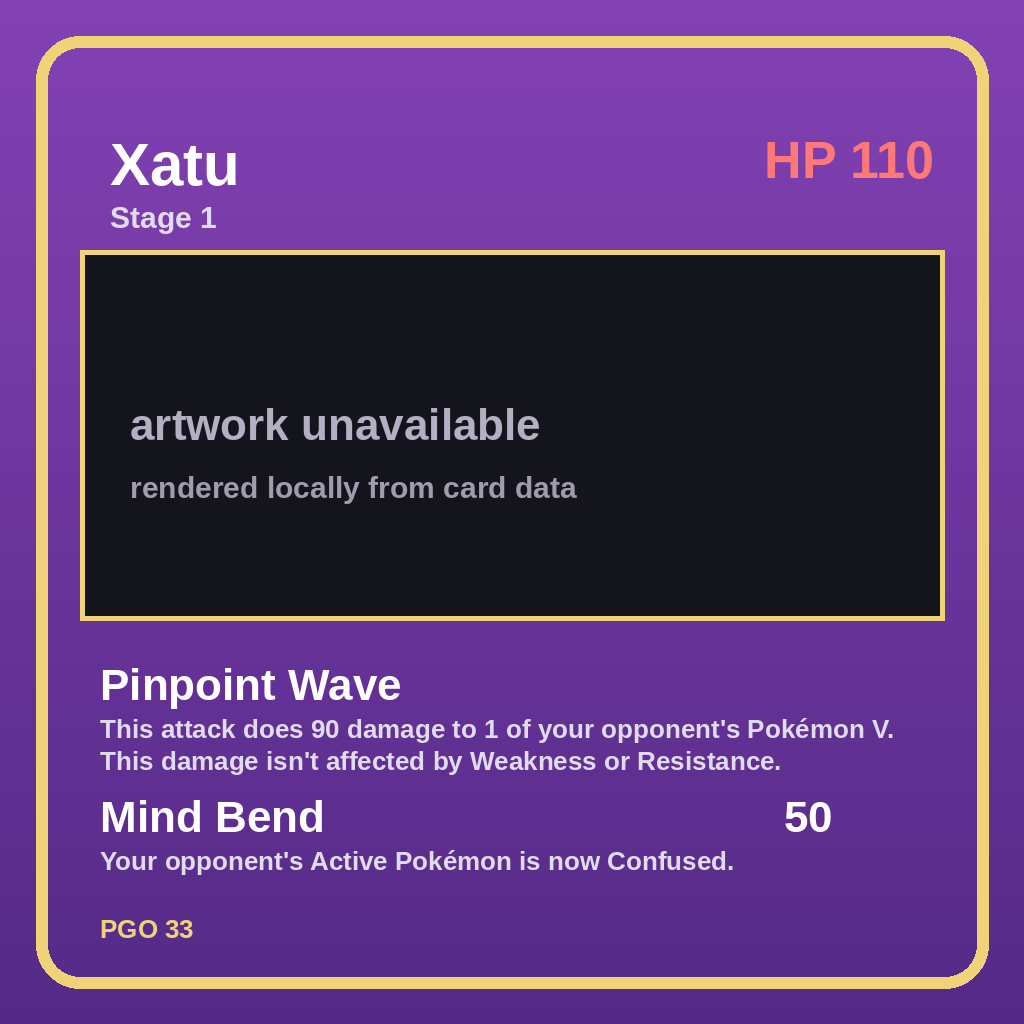 Xatu
HP 110
Stage 1
artwork unavailable
rendered locally from card data
Pinpoint Wave
This attack does 90 damage to 1 of your opponent's Pokémon V.
This damage isn't affected by Weakness or Resistance.
Mind Bend 50
Your opponent's Active Pokémon is now Confused.
PGO 33